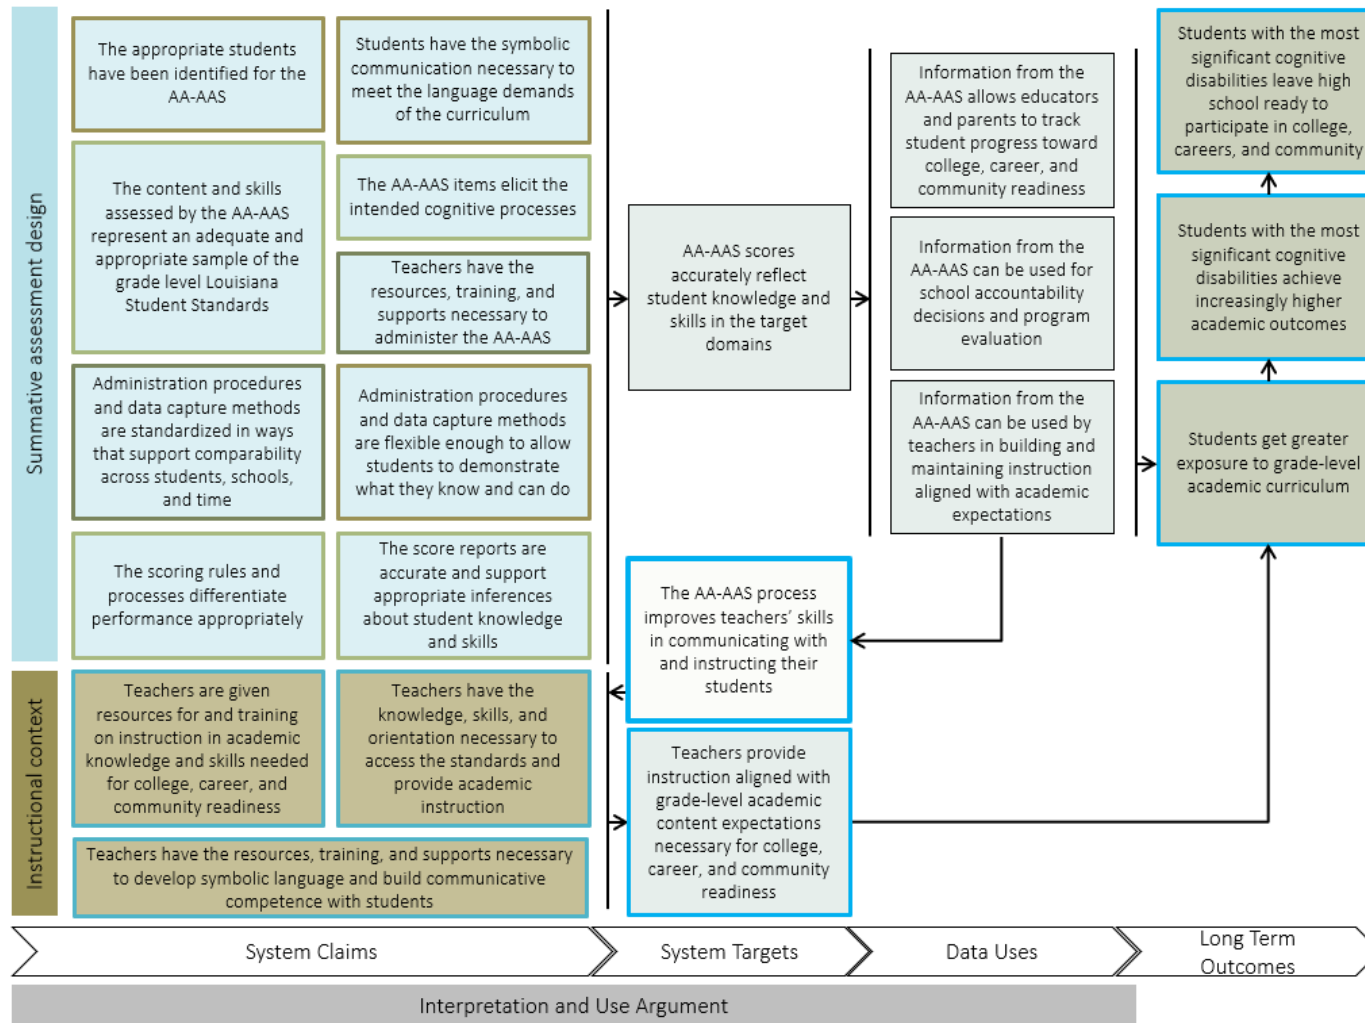 Summative assessment design
The appropriate students
have been identified for the
AA-AAS
Students have the symbolic
communication necessary to
meet the language demands
of the curriculum
The content and skills
assessed by the AA-AAS
represent an adequate and
appropriate sample of the
grade level Louisiana
Student Standards
The AA-AAS items elicit the
intended cognitive processes
Teachers have the
resources, training, and
supports necessary to
administer the AA-AAS
Administration procedures
and data capture methods
are standardized in ways
that support comparability
across students, schools,
and time
Administration procedures
and data capture methods
are flexible enough to allow
students to demonstrate
what they know and can do
The scoring rules and
processes differentiate
performance appropriately
The score reports are
accurate and support
appropriate inferences
about student knowledge
and skills
Instructional context
Teachers are given
resources for and training
on instruction in academic
knowledge and skills needed
for college, career, and
community readiness
Teachers have the
knowledge, skills, and
orientation necessary to
access the standards and
provide academic
instruction
Teachers have the resources, training, and supports necessary
to develop symbolic language and build communicative
competence with students
AA-AAS scores
accurately reflect
student knowledge and
skills in the target
domains
The AA-AAS process
improves teachers’ skills
in communicating with
and instructing their
students
Teachers provide
instruction aligned with
grade-level academic
content expectations
necessary for college,
career, and community
readiness
Information from the
AA-AAS allows educators
and parents to track
student progress toward
college, career, and
community readiness
Information from the
AA-AAS can be used for
school accountability
decisions and program
evaluation
Information from the
AA-AAS can be used by
teachers in building and
maintaining instruction
aligned with academic
expectations
Students with the most
significant cognitive
disabilities leave high
school ready to
participate in college,
careers, and community
Students with the most
significant cognitive
disabilities achieve
increasingly higher
academic outcomes
Students get greater
exposure to grade-level
academic curriculum
System Claims
System Targets
Data Uses
Long Term
Outcomes
Interpretation and Use Argument